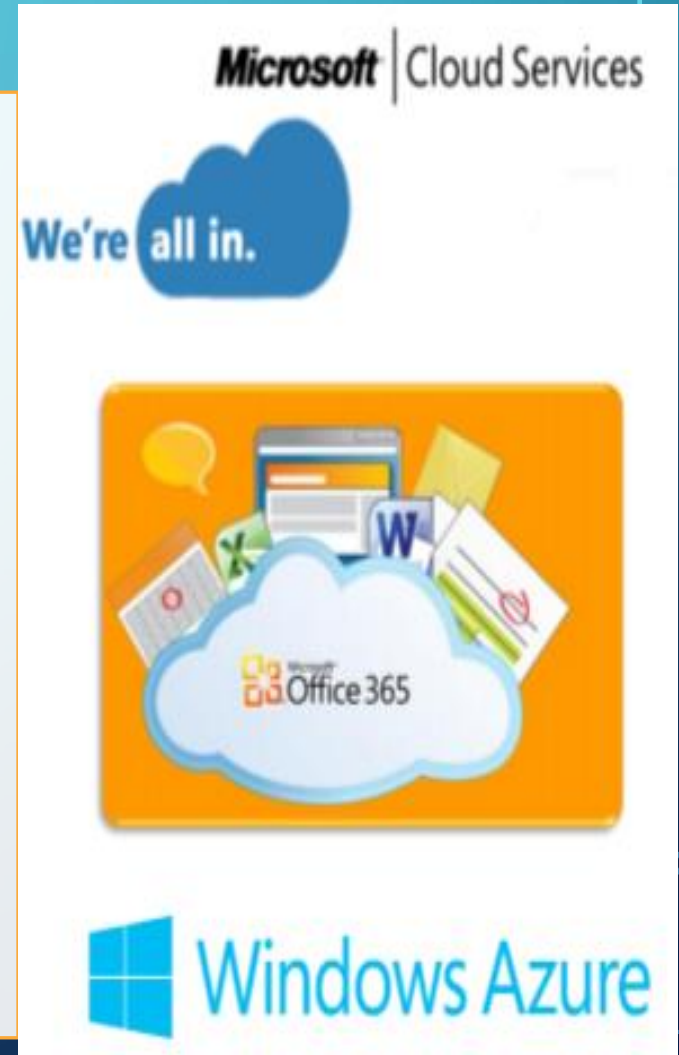 Microsoft | Cloud Services
We're all in.
X
W
Microsoft
Office 365
Windows Azure